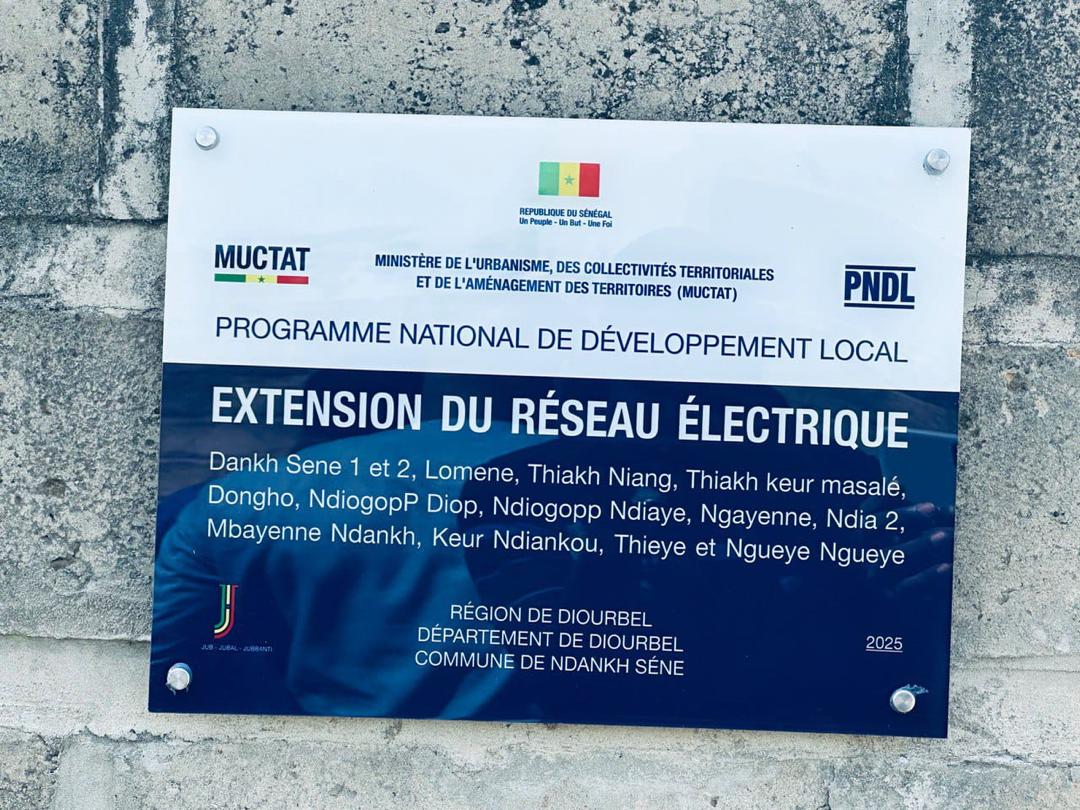 REPUBLIQUE DU SÉNÉGAL
Un Peuple - Un But - Une Foi
MUCTAT
MINISTÈRE DE L'URBANISME, DES COLLECTIVITÉS TERRITORIALES
ET DE L'AMÉNAGEMENT DES TERRITOIRES (MUCTAT)
PNDL
PROGRAMME NATIONAL DE DÉVELOPPEMENT LOCAL
EXTENSION DU RÉSEAU ÉLECTRIQUE
Dankh Sene 1 et 2, Lomene, Thiakh Niang, Thiakh keur masalé,
Dongho, NdiogopP Diop, Ndiogopp Ndiaye, Ngayenne, Ndia 2,
Mbayenne Ndankh, Keur Ndiankou, Thieye et Ngueye Ngueye
JUB - JUBAL - JUBBANTI
RÉGION DE DIOURBEL
DÉPARTEMENT DE DIOURBEL
COMMUNE DE NDANKH SÉNE
2025